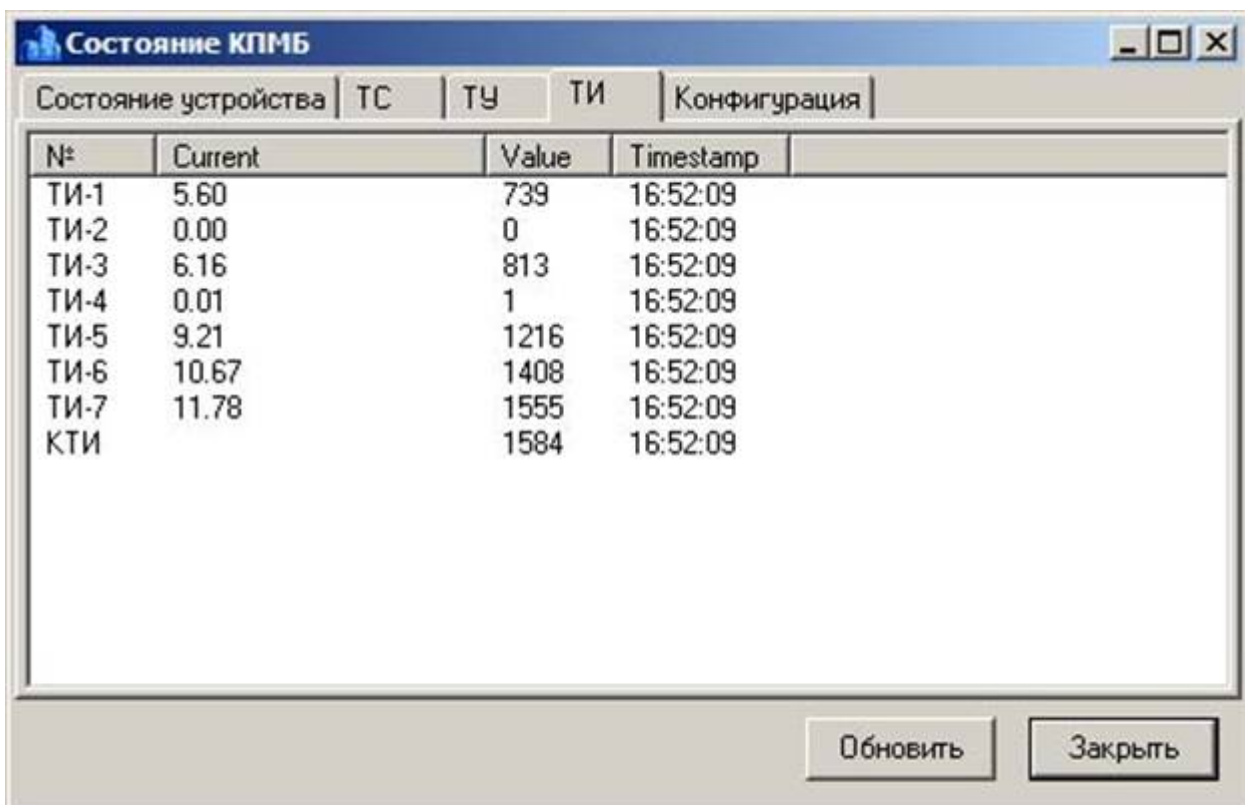 Состояние КПМБ
Состояние устройства ТС ТУ ТИ Конфигурация
№ Current Value Timestamp
ТИ-1 5.60 739 16:52:09
ТИ-2 0.00 0 16:52:09
ТИ-3 6.16 813 16:52:09
ТИ-4 0.01 1 16:52:09
ТИ-5 9.21 1216 16:52:09
ТИ-6 10.67 1408 16:52:09
ТИ-7 11.78 1555 16:52:09
КТИ 1584 16:52:09
Обновить Закрыть